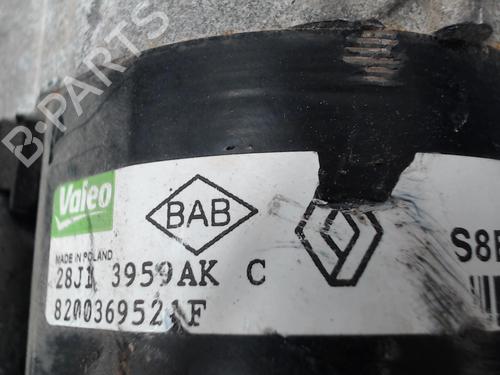 B-PARTS
Valeo
BAB
MADE IN POLAND
28J1 3959AK C
8200369521F